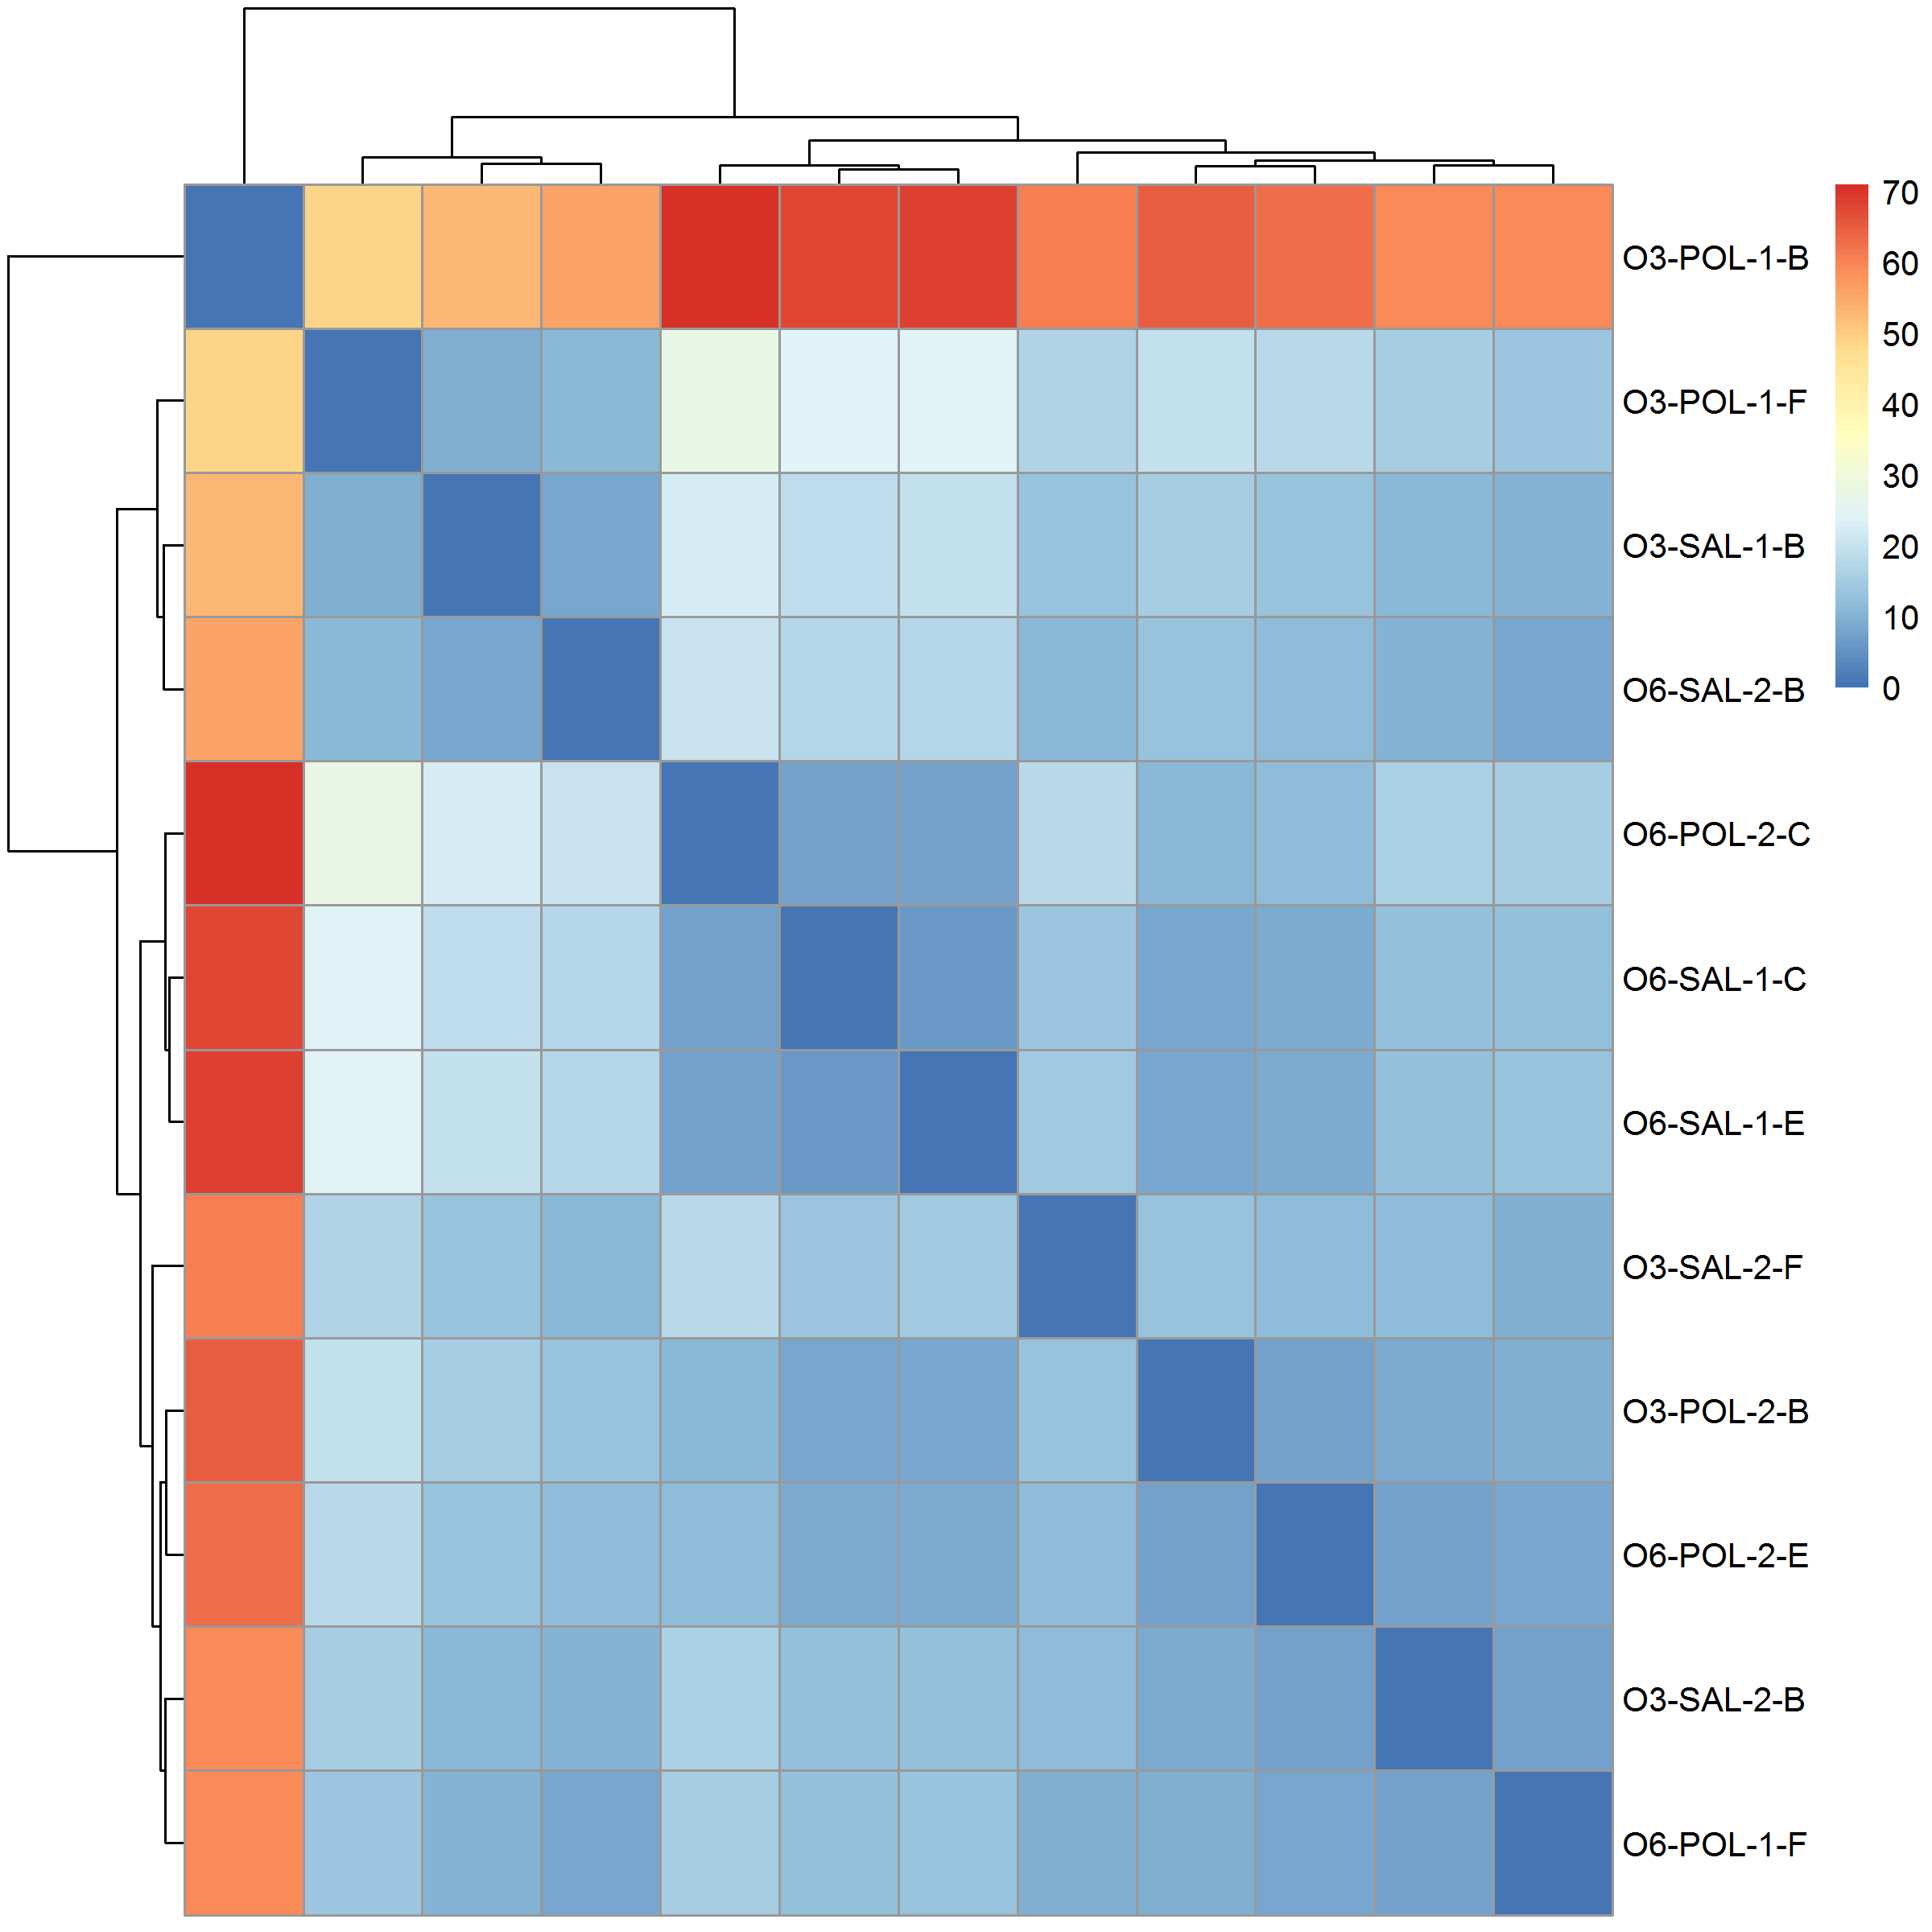 70
O3-POL-1-B
60
50
O3-POL-1-F
40
30
O3-SAL-1-B
20
10
O6-SAL-2-B
0
O6-POL-2-C
O6-SAL-1-C
O6-SAL-1-E
O3-SAL-2-F
O3-POL-2-B
O6-POL-2-E
O3-SAL-2-B
O6-POL-1-F